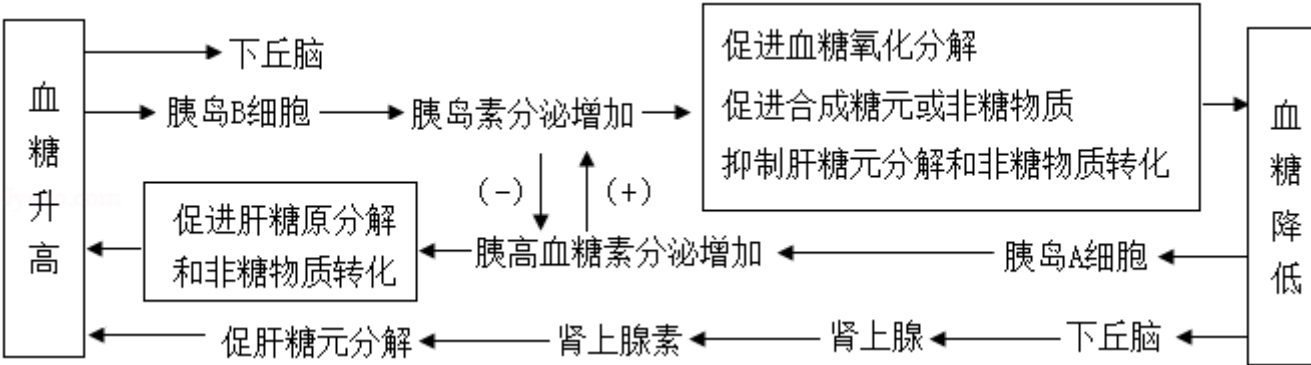 血糖升高
下丘脑
胰岛B细胞
胰岛素分泌增加
促进血糖氧化分解
促进合成糖元或非糖物质
抑制肝糖元分解和非糖物质转化
血糖降低
(-)
(+)
促进肝糖原分解
和非糖物质转化
胰高血糖素分泌增加
胰岛A细胞
促肝糖元分解
肾上腺素
肾上腺
下丘脑